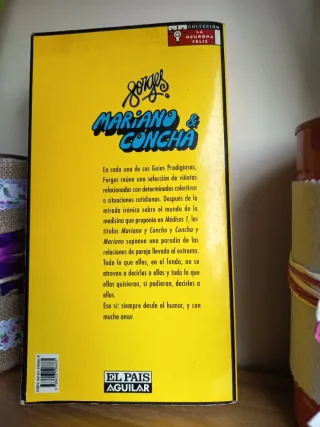 COLECCIÓN
LA
NEURONA
FELIZ
forges
MARIANO &
CONCHA
En cada una de sus Guías Prodigiosas,
Forges reúne una selección de viñetas
relacionadas con determinados colectivos
o situaciones cotidianas. Después de la
mirada irónica sobre el mundo de la
medicina que proponía en Médicos 1, los
títulos Mariano y Concha y Concha y
Mariano suponen una parodia de las
relaciones de pareja llevada al extremo.
Todo lo que ellos, en el fondo, no se
atreven a decirles a ellas y todo lo que
ellas quisieran, si pudieran, decirles a
ellos.
Eso sí: siempre desde el humor, y con
mucho amor.
EL PAIS
AGUILAR